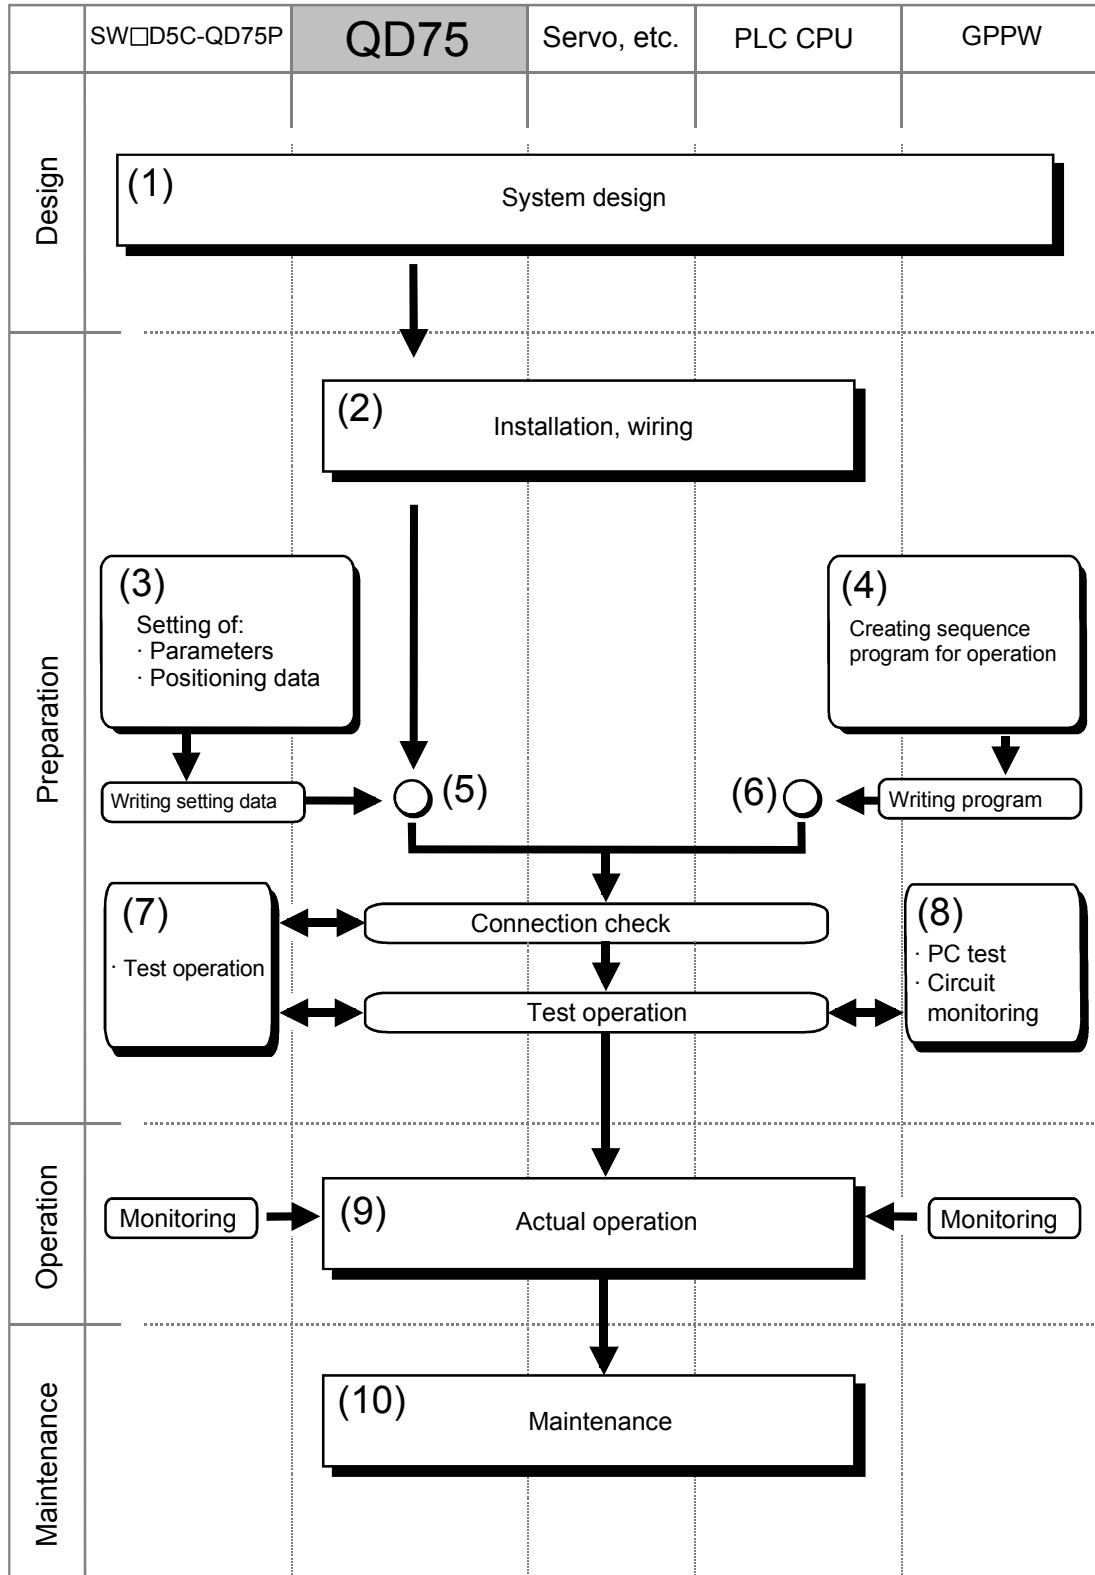 SW□D5C-QD75P
QD75
Servo, etc.
PLC CPU
GPPW
Design
(1)
System design
Preparation
(2)
Installation, wiring
(3)
Setting of:
· Parameters
· Positioning data
(4)
Creating sequence
program for operation
Writing setting data
(5)
(6)
Writing program
(7)
· Test operation
Connection check
Test operation
(8)
· PC test
· Circuit
monitoring
Operation
Monitoring
(9)
Actual operation
Monitoring
Maintenance
(10)
Maintenance